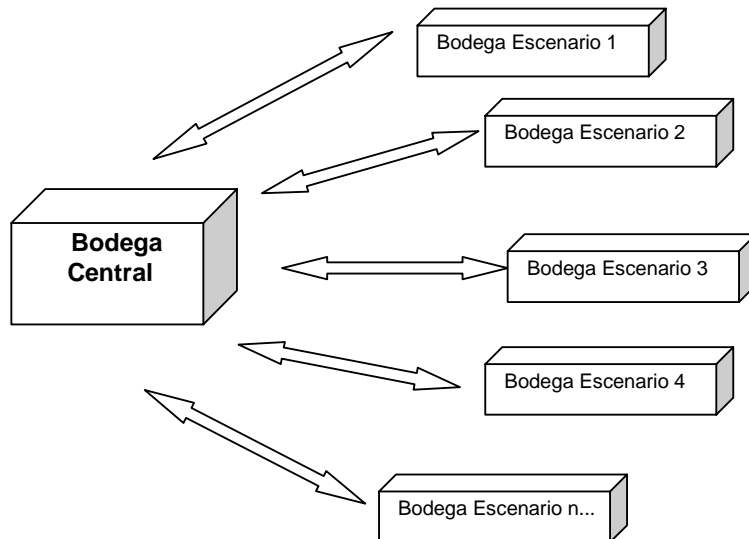 Bodega Escenario 1
Bodega Escenario 2
Bodega
Central
Bodega Escenario 3
Bodega Escenario 4
Bodega Escenario n...